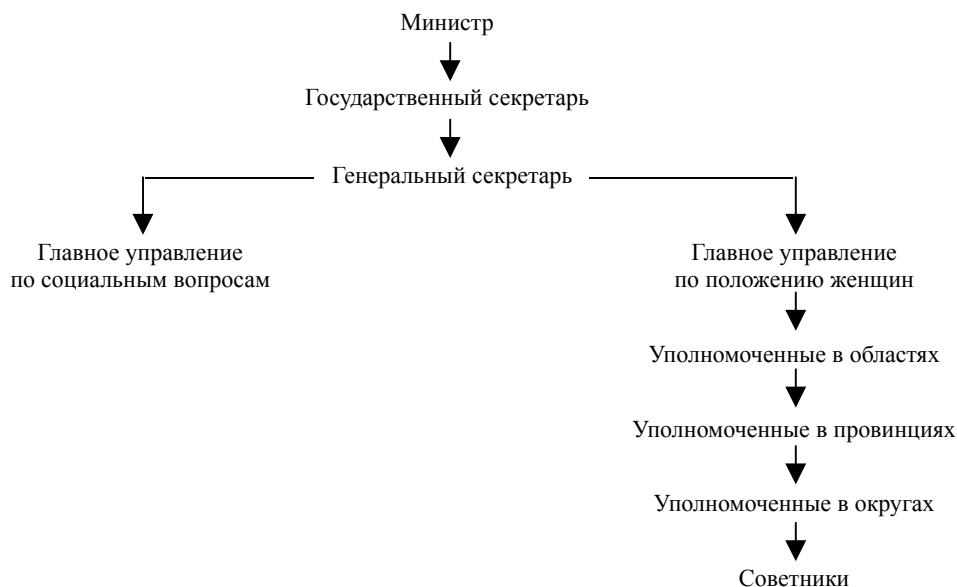 Министр
Государственный секретарь
Генеральный секретарь
Главное управление
по социальным вопросам
Главное управление
по положению женщин
Уполномоченные в областях
Уполномоченные в провинциях
Уполномоченные в округах
Советники